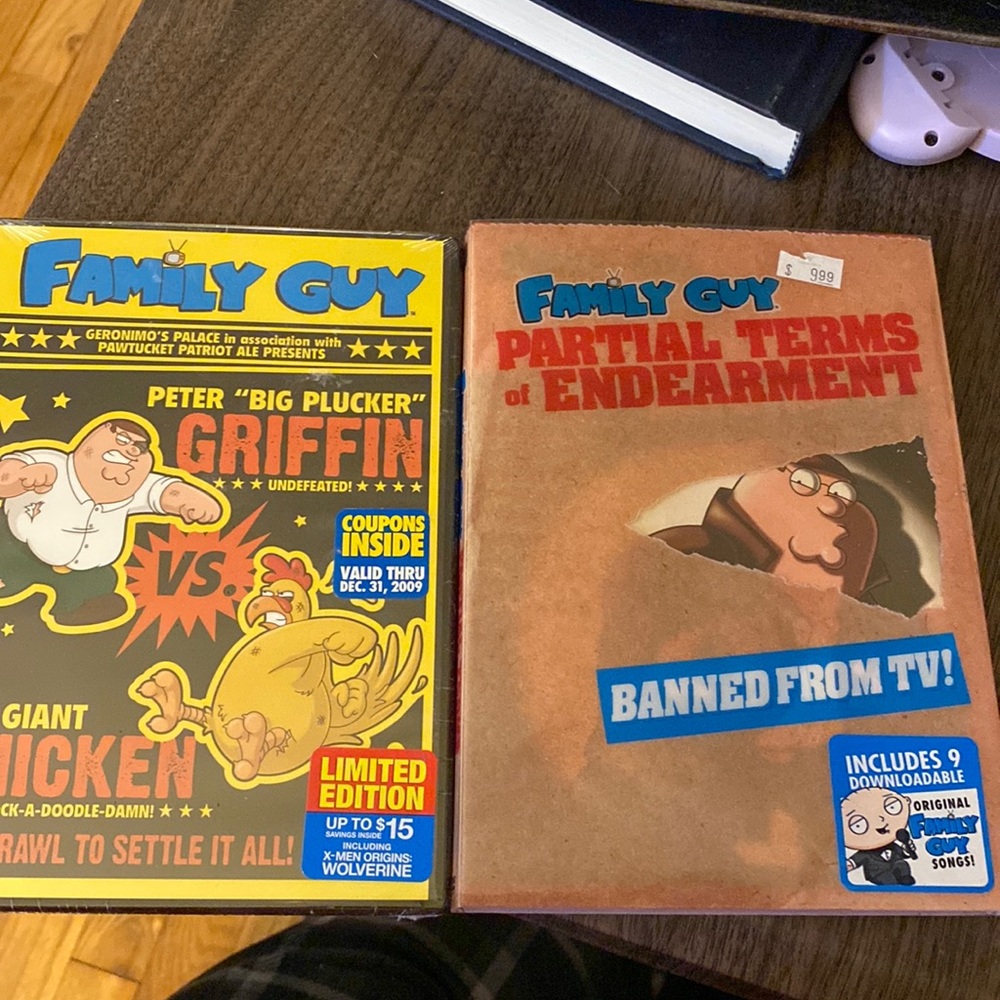 FAMILY GUY
★★★ GERONIMO'S PALACE in association with ★★★
PAWTUCKET PATRIOT ALE PRESENTS
PETER "BIG PLUCKER"
GRIFFIN
★★★ UNDEFEATED! ★★★★
VS.
COUPONS
INSIDE
VALID THRU
DEC. 31, 2009
GIANT
HICKEN
CK-A-DOODLE-DAMN! ★★★
RAWL TO SETTLE IT ALL!
LIMITED
EDITION
UP TO $15
SAVINGS INSIDE
INCLUDING
X-MEN ORIGINS:
WOLVERINE
$ 999
FAMILY GUY
PARTIAL TERMS
of ENDEARMENT
BANNED FROM TV!
INCLUDES 9
DOWNLOADABLE
ORIGINAL
FAMILY
GUY
SONGS!